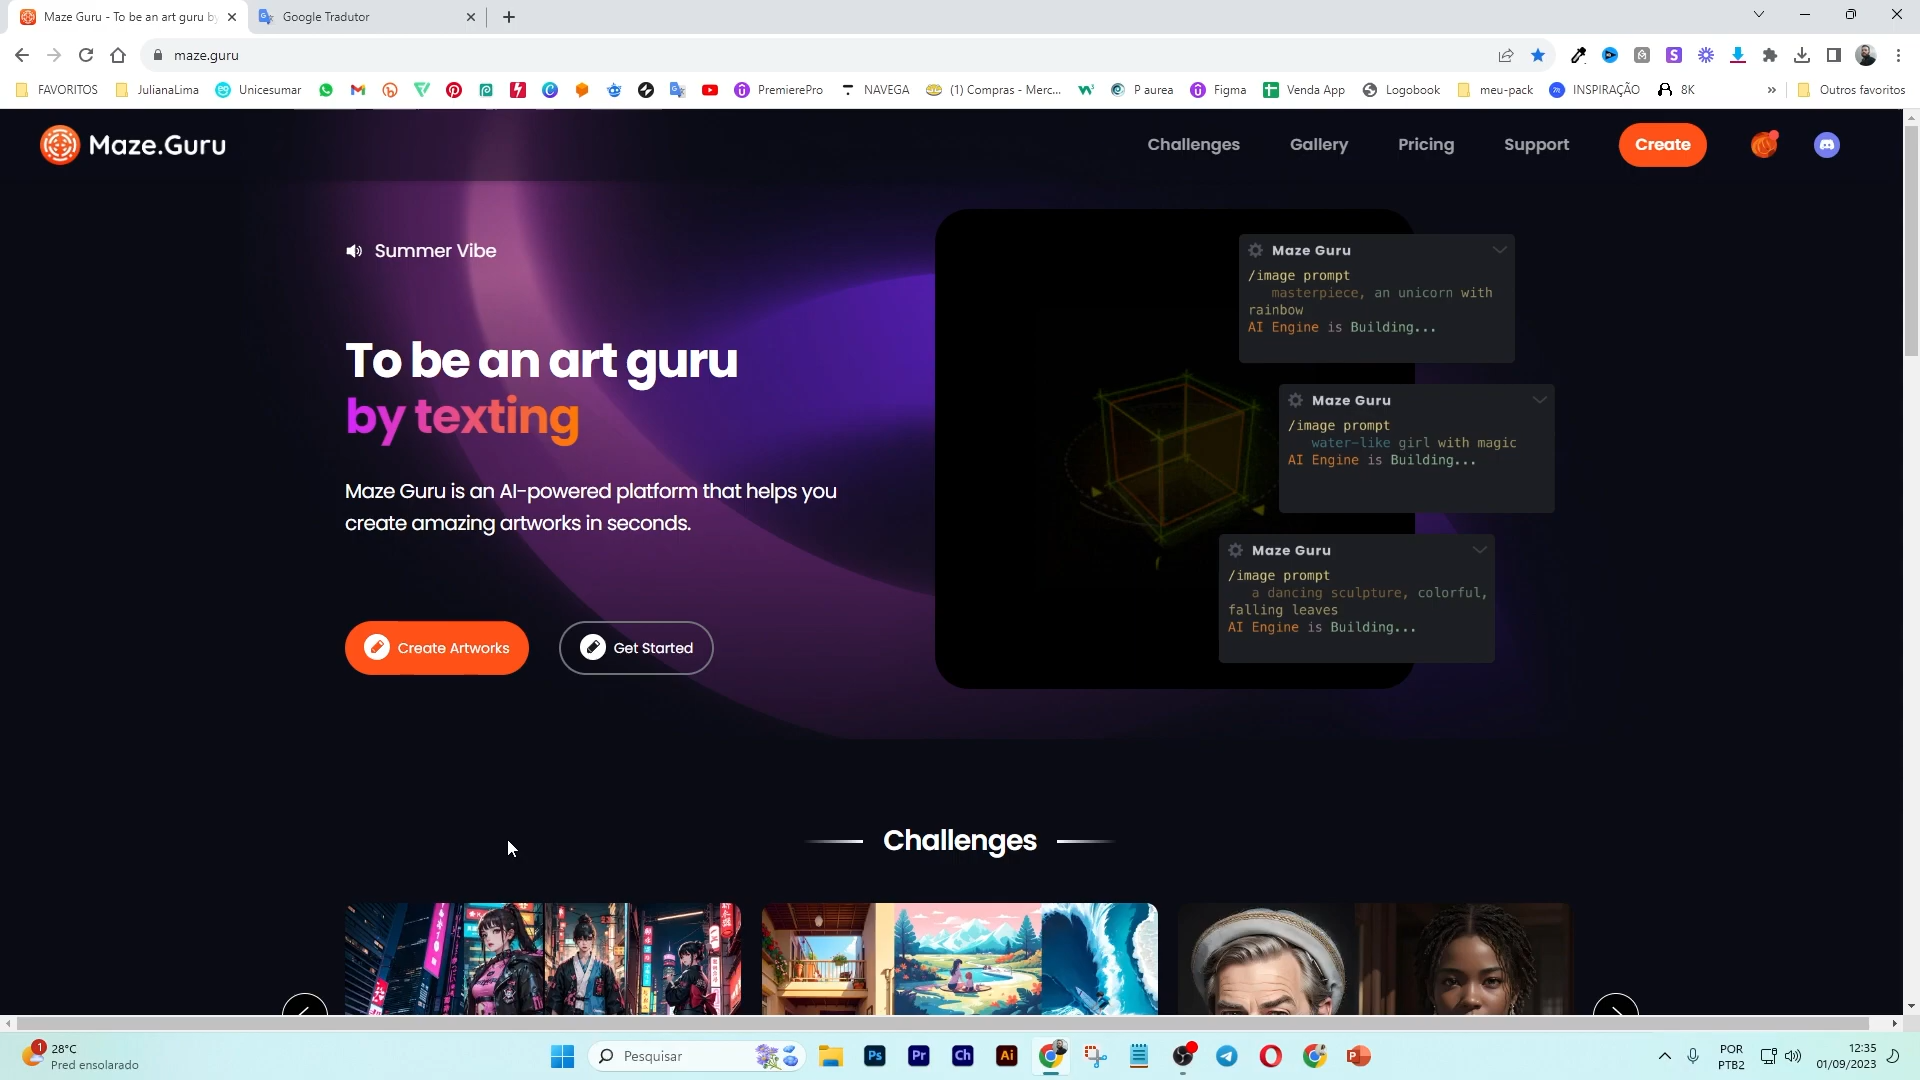 Maze Guru - To be an art guru by
Google Tradutor
maze.guru
FAVORITOS
JulianaLima
Unicesumar
PremierePro
NAVEGA
(1) Compras - Merc...
P aurea
Figma
Venda App
Logobook
meu-pack
INSPIRAÇÃO
8K
»
Outros favoritos
Maze.Guru
Challenges
Gallery
Pricing
Support
Create
Summer Vibe
To be an art guru
by texting
Maze Guru is an AI-powered platform that helps you
create amazing artworks in seconds.
Create Artworks
Get Started
Maze Guru
/image prompt
masterpiece, an unicorn with
rainbow
AI Engine is Building...
Maze Guru
/image prompt
water-like girl with magic
AI Engine is Building...
Maze Guru
/image prompt
a dancing sculpture, colorful,
falling leaves
AI Engine is Building...
Challenges
1
28°C
Pred ensolarado
Pesquisar
Ps
Pr
Ch
Ai
POR
PTB2
12:35
01/09/2023